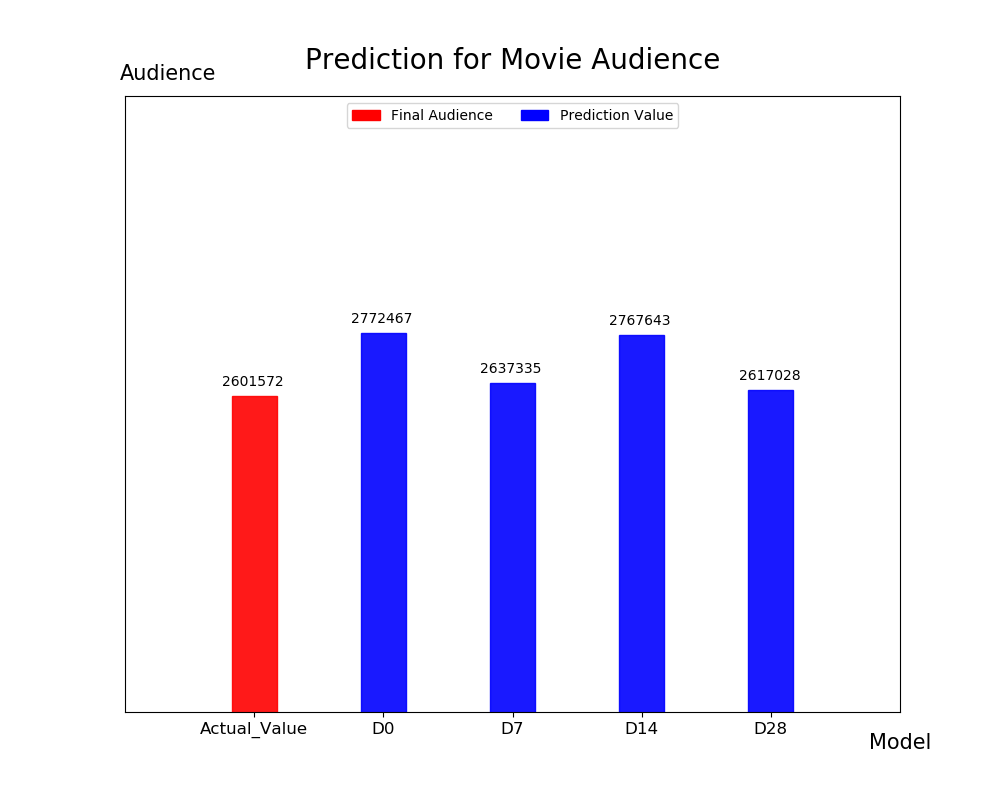 Prediction for Movie Audience
Audience
Final Audience
Prediction Value
2772467
2767643
2637335
2617028
2601572
Actual_Value
D0
D7
D14
D28
Model